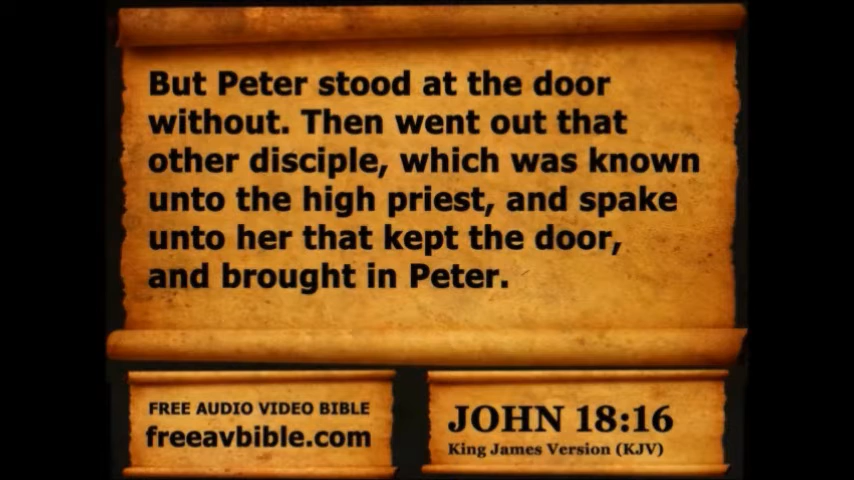 But Peter stood at the door
without. Then went out that
other disciple, which was known
unto the high priest, and spake
unto her that kept the door,
and brought in Peter.
FREE AUDIO VIDEO BIBLE
freeavbible.com
JOHN 18:16
King James Version (KJV)